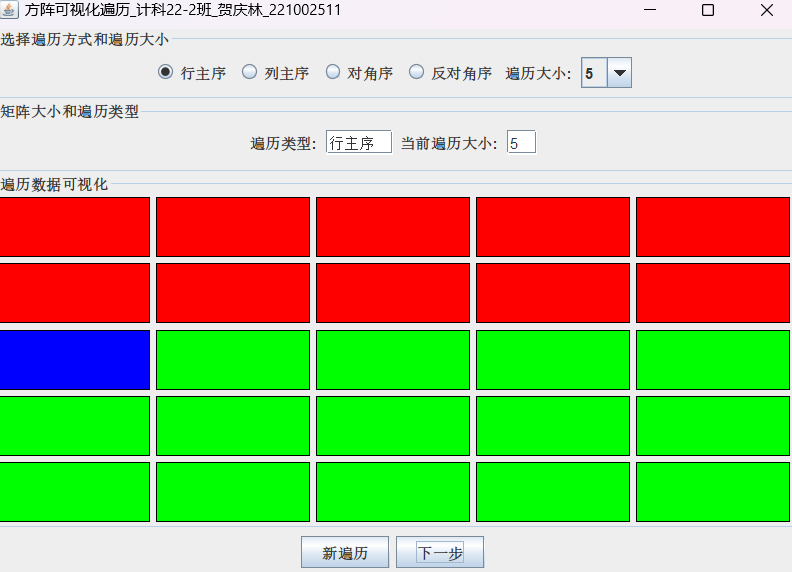 方阵可视化遍历_计科22-2班_贺庆林_221002511
选择遍历方式和遍历大小
行主序 列主序 对角序 反对角序 遍历大小: 5
矩阵大小和遍历类型
遍历类型: 行主序 当前遍历大小: 5
遍历数据可视化
新遍历 下一步